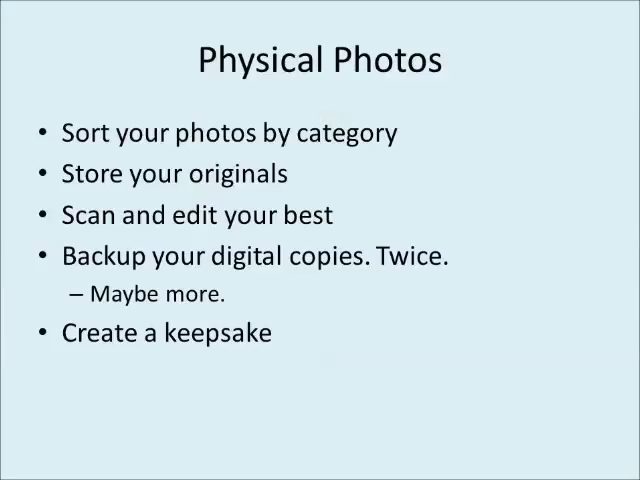 Physical Photos
• Sort your photos by category
• Store your originals
• Scan and edit your best
• Backup your digital copies. Twice.
– Maybe more.
• Create a keepsake